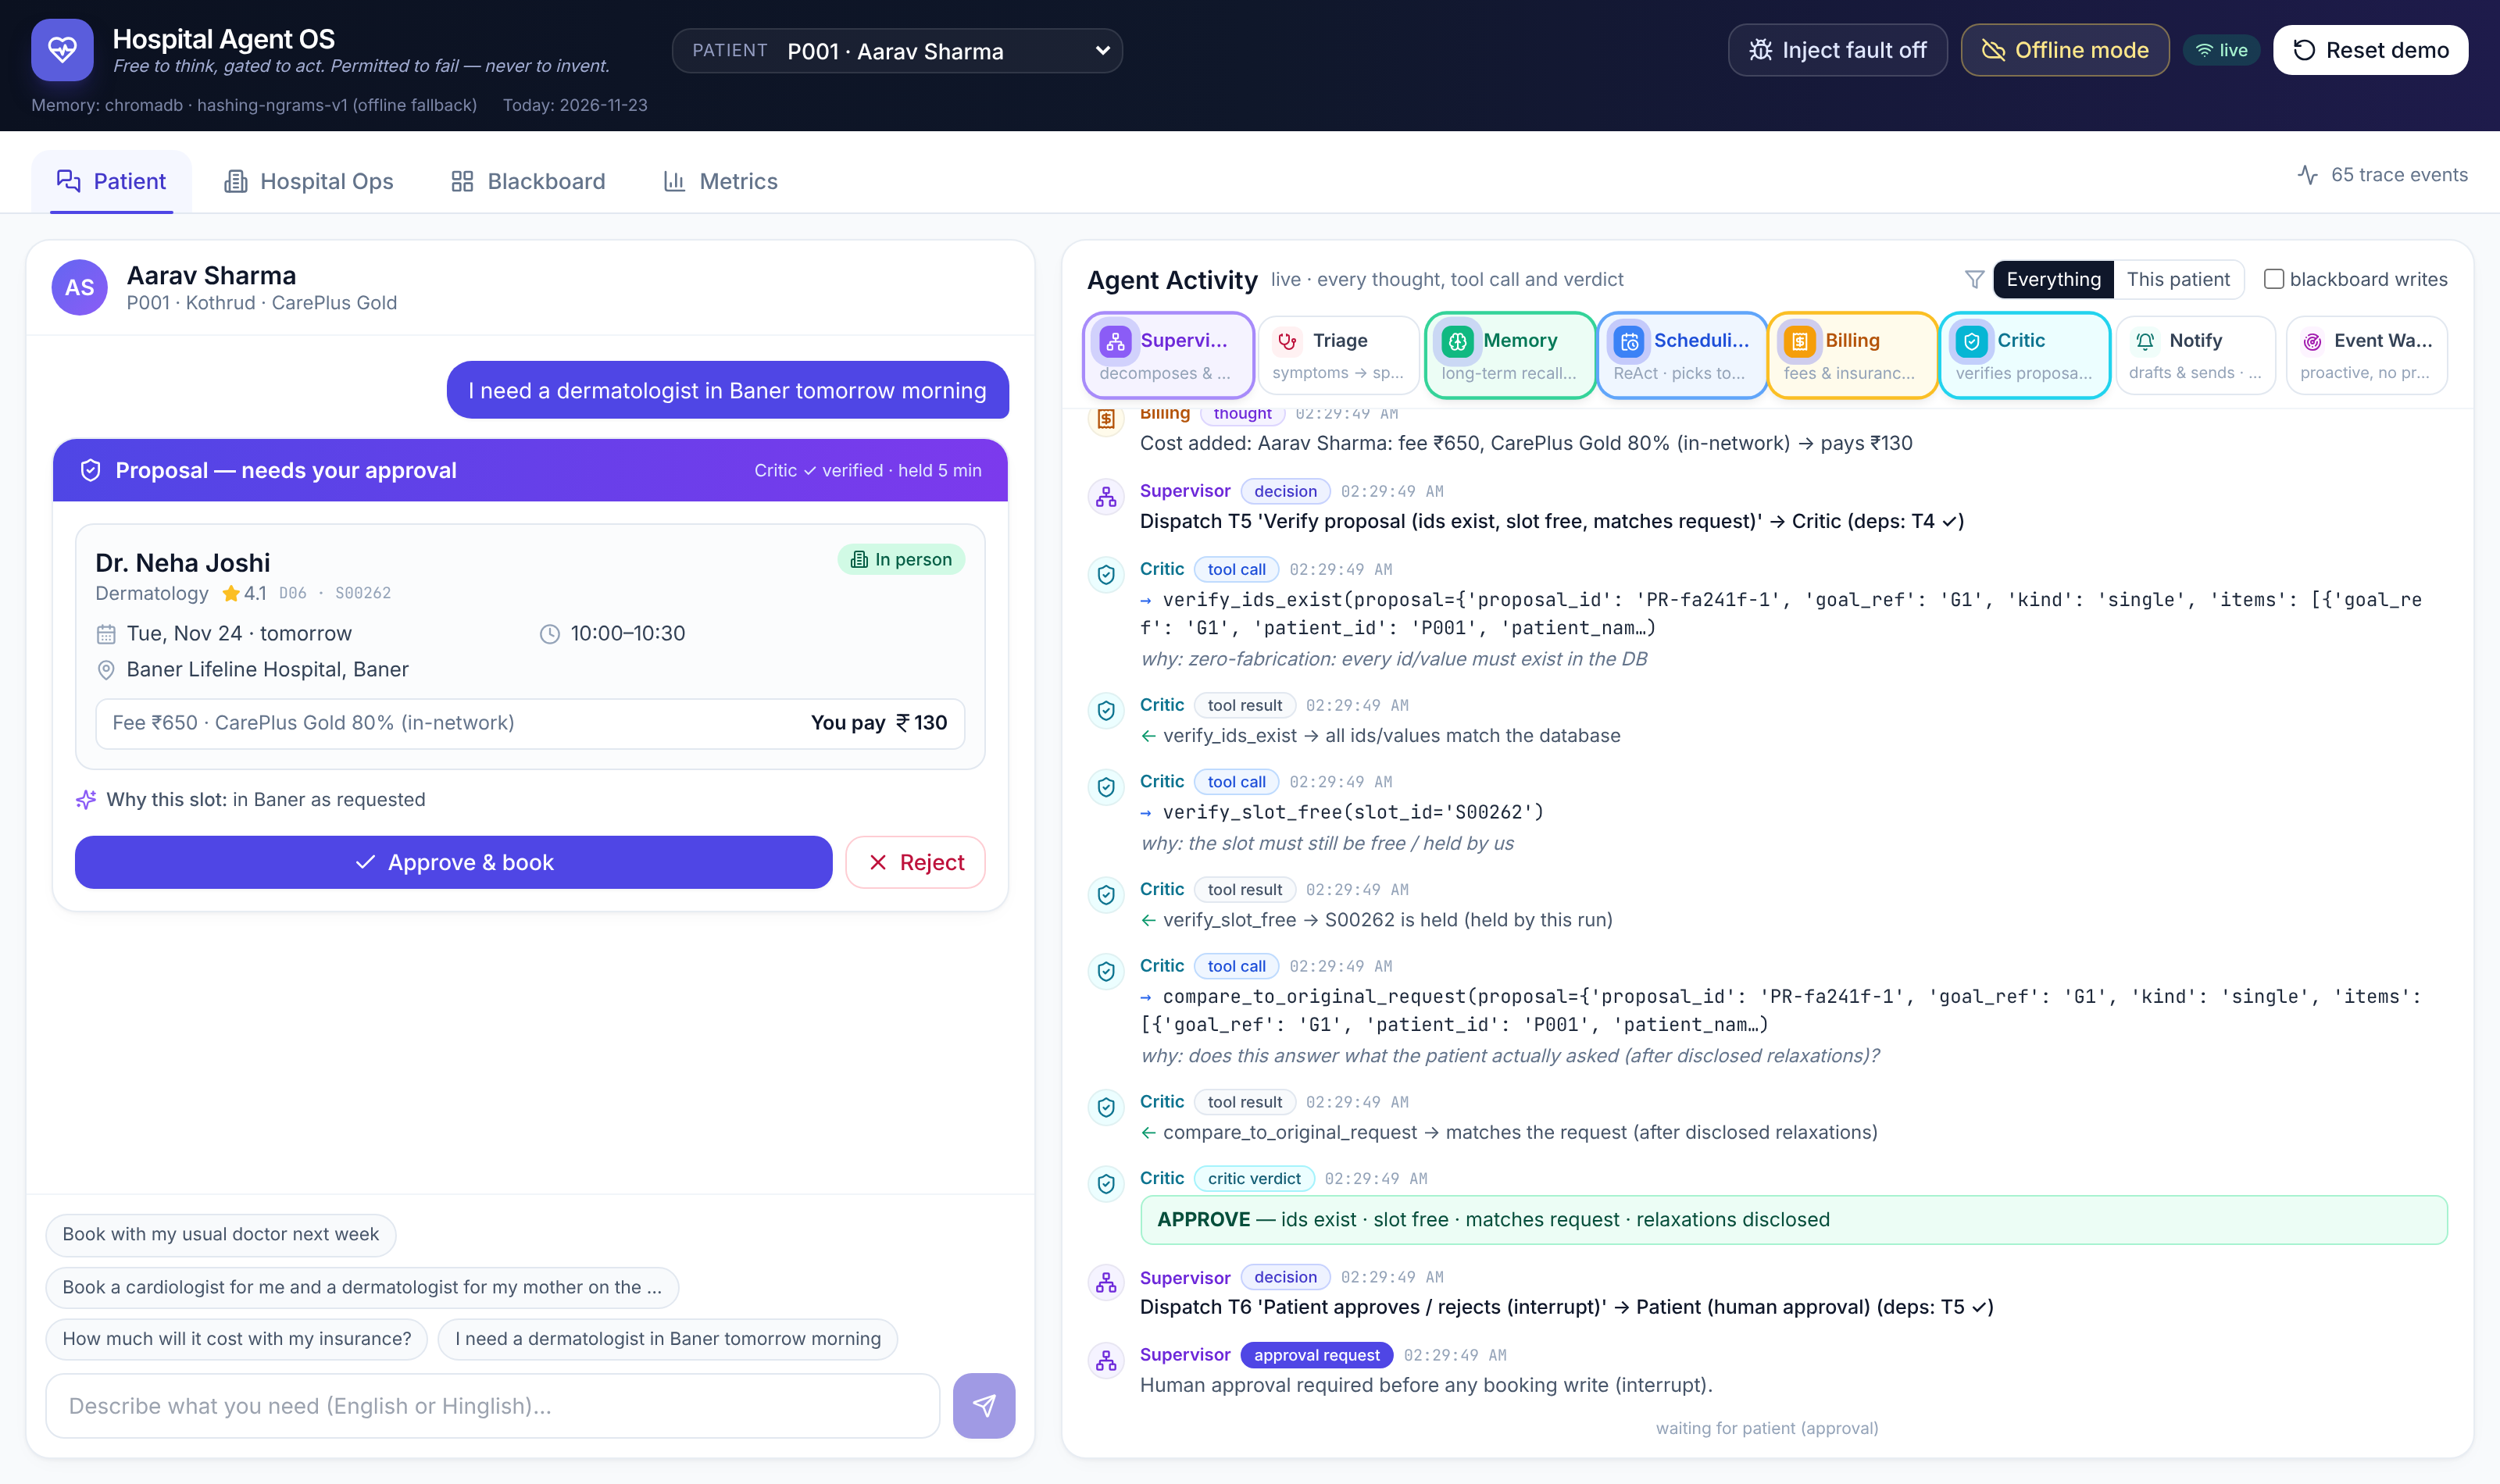 Hospital Agent OS
Free to think, gated to act. Permitted to fail — never to invent.
PATIENT P001 · Aarav Sharma
Inject fault off
Offline mode
live
Reset demo
Memory: chromadb · hashing-ngrams-v1 (offline fallback) Today: 2026-11-23
Patient
Hospital Ops
Blackboard
Metrics
65 trace events
AS
Aarav Sharma
P001 · Kothrud · CarePlus Gold
I need a dermatologist in Baner tomorrow morning
Proposal — needs your approval
Critic ✓ verified · held 5 min
Dr. Neha Joshi
In person
Dermatology 4.1 D06 · S00262
Tue, Nov 24 · tomorrow
10:00–10:30
Baner Lifeline Hospital, Baner
Fee ₹650 · CarePlus Gold 80% (in-network)
You pay ₹130
Why this slot: in Baner as requested
Approve & book
Reject
Book with my usual doctor next week
Book a cardiologist for me and a dermatologist for my mother on the ...
How much will it cost with my insurance?
I need a dermatologist in Baner tomorrow morning
Describe what you need (English or Hinglish)...
Agent Activity live · every thought, tool call and verdict
Everything
This patient
blackboard writes
Supervi...
decomposes & ...
Triage
symptoms → sp...
Memory
long-term recall...
Scheduli...
ReAct · picks to...
Billing
fees & insuranc...
Critic
verifies proposa...
Notify
drafts & sends · ...
Event Wa...
proactive, no pr...
Billing thought 02:29:49 AM
Cost added: Aarav Sharma: fee ₹650, CarePlus Gold 80% (in-network) → pays ₹130
Supervisor decision 02:29:49 AM
Dispatch T5 'Verify proposal (ids exist, slot free, matches request)' → Critic (deps: T4 ✓)
Critic tool call 02:29:49 AM
→ verify_ids_exist(proposal={'proposal_id': 'PR-fa241f-1', 'goal_ref': 'G1', 'kind': 'single', 'items': [{'goal_re
f': 'G1', 'patient_id': 'P001', 'patient_nam…)
why: zero-fabrication: every id/value must exist in the DB
Critic tool result 02:29:49 AM
← verify_ids_exist → all ids/values match the database
Critic tool call 02:29:49 AM
→ verify_slot_free(slot_id='S00262')
why: the slot must still be free / held by us
Critic tool result 02:29:49 AM
← verify_slot_free → S00262 is held (held by this run)
Critic tool call 02:29:49 AM
→ compare_to_original_request(proposal={'proposal_id': 'PR-fa241f-1', 'goal_ref': 'G1', 'kind': 'single', 'items':
[{'goal_ref': 'G1', 'patient_id': 'P001', 'patient_nam…)
why: does this answer what the patient actually asked (after disclosed relaxations)?
Critic tool result 02:29:49 AM
← compare_to_original_request → matches the request (after disclosed relaxations)
Critic critic verdict 02:29:49 AM
APPROVE — ids exist · slot free · matches request · relaxations disclosed
Supervisor decision 02:29:49 AM
Dispatch T6 'Patient approves / rejects (interrupt)' → Patient (human approval) (deps: T5 ✓)
Supervisor approval request 02:29:49 AM
Human approval required before any booking write (interrupt).
waiting for patient (approval)